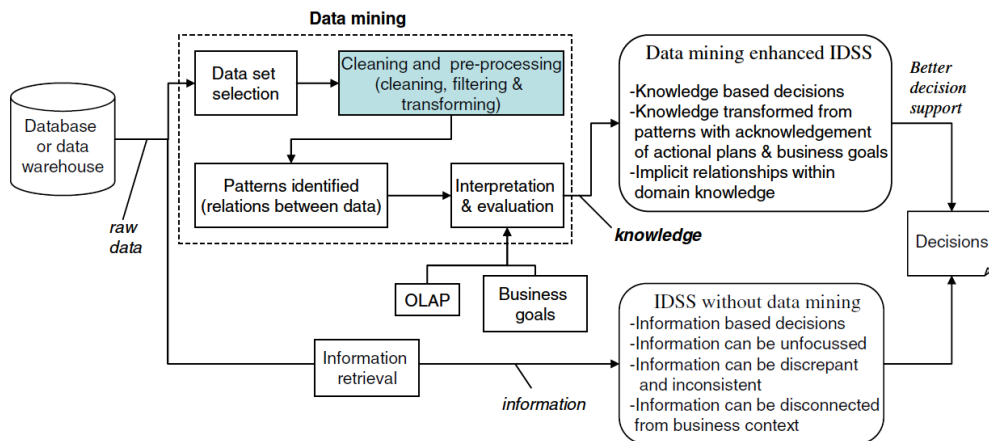 Data mining
Data set
selection
Cleaning and pre-processing
(cleaning, filtering &
transforming)
Data mining enhanced IDSS
-Knowledge based decisions
-Knowledge transformed from
patterns with acknowledgement
of actional plans & business goals
-Implicit relationships within
domain knowledge
Better
decision
support
Database
or data
warehouse
raw
data
Patterns identified
(relations between data)
Interpretation
& evaluation
knowledge
Decisions
OLAP
Business
goals
IDSS without data mining
-Information based decisions
-Information can be unfocussed
-Information can be discrepant
and inconsistent
-Information can be disconnected
from business context
Information
retrieval
information